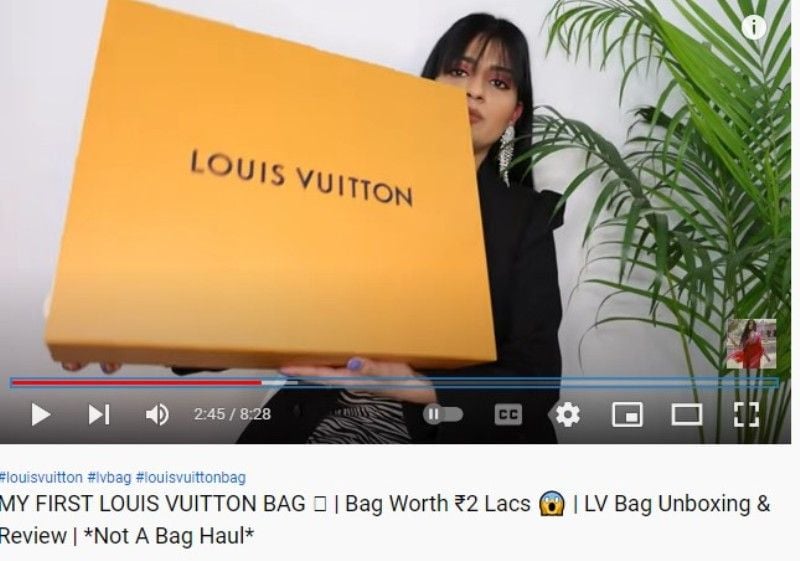 LOUIS VUITTON
2:45 / 8:28
CC
#louisvuitton #lvbag #louisvuittonbag
MY FIRST LOUIS VUITTON BAG | Bag Worth ₹2 Lacs 😱 | LV Bag Unboxing &
Review | *Not A Bag Haul*